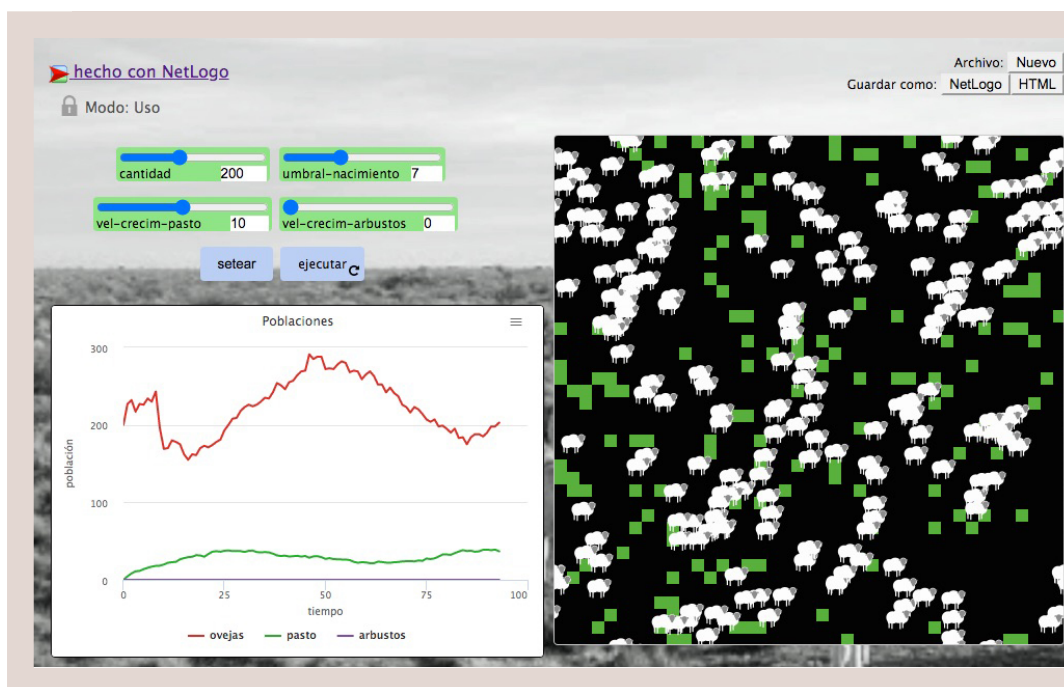 hecho con NetLogo
Modo: Uso
Archivo: Nuevo
Guardar como: NetLogo HTML
cantidad 200 umbral-nacimiento 7
vel-crecim-pasto 10 vel-crecim-arbustos 0
setear ejecutar
Poblaciones
300
200
100
0
población
0 25 50 75 100
tiempo
ovejas pasto arbustos